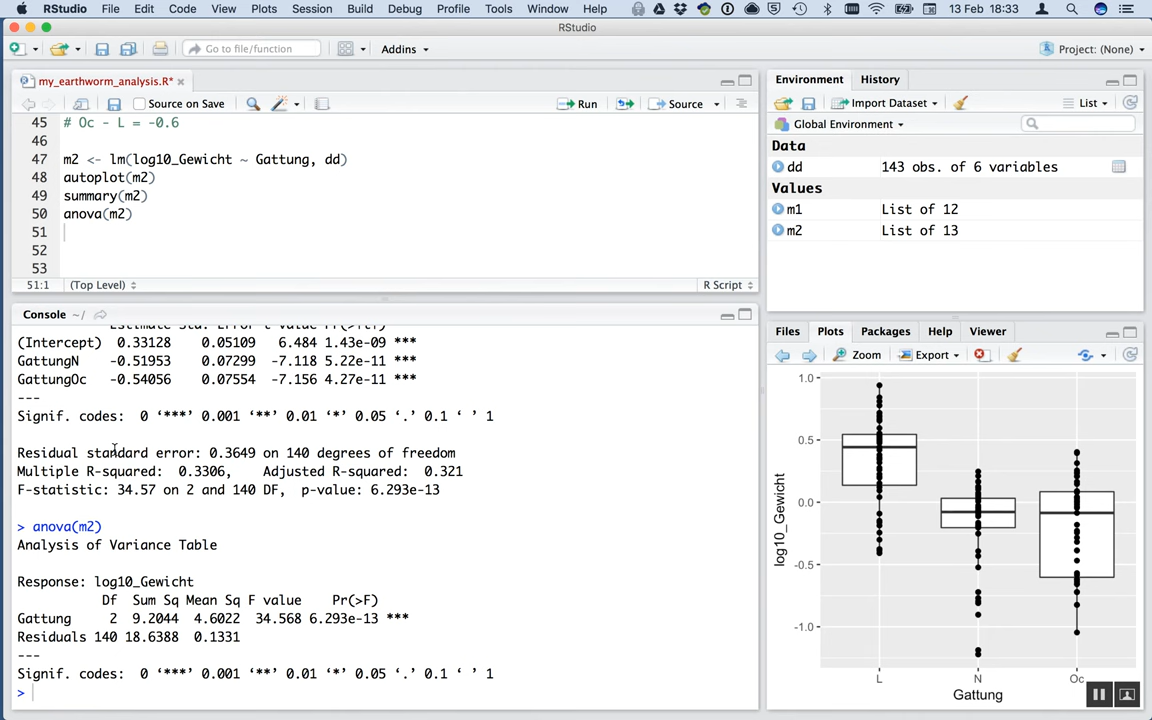 RStudio File Edit Code View Plots Session Build Debug Profile Tools Window Help 13 Feb 18:33
RStudio
Go to file/function Addins Project: (None)
my_earthworm_analysis.R*
Source on Save Run Source
45 # Oc - L = -0.6
46
47 m2 <- lm(log10_Gewicht ~ Gattung, dd)
48 autoplot(m2)
49 summary(m2)
50 anova(m2)
51
52
53
51:1 (Top Level) R Script
Console ~/
Estimate Std. Error t value Pr(>|t|)
(Intercept) 0.33128 0.05109 6.484 1.43e-09 ***
GattungN -0.51953 0.07299 -7.118 5.22e-11 ***
GattungOc -0.54056 0.07554 -7.156 4.27e-11 ***
---
Signif. codes: 0 ‘***’ 0.001 ‘**’ 0.01 ‘*’ 0.05 ‘.’ 0.1 ‘ ’ 1
Residual standard error: 0.3649 on 140 degrees of freedom
Multiple R-squared: 0.3306, Adjusted R-squared: 0.321
F-statistic: 34.57 on 2 and 140 DF, p-value: 6.293e-13
> anova(m2)
Analysis of Variance Table
Response: log10_Gewicht
Df Sum Sq Mean Sq F value Pr(>F)
Gattung 2 9.2044 4.6022 34.568 6.293e-13 ***
Residuals 140 18.6388 0.1331
---
Signif. codes: 0 ‘***’ 0.001 ‘**’ 0.01 ‘*’ 0.05 ‘.’ 0.1 ‘ ’ 1
>
Environment History
Import Dataset List
Global Environment
Data
dd 143 obs. of 6 variables
Values
m1 List of 12
m2 List of 13
Files Plots Packages Help Viewer
Zoom Export
1.0
0.5
0.0
-0.5
-1.0
log10_Gewicht
L N Oc
Gattung